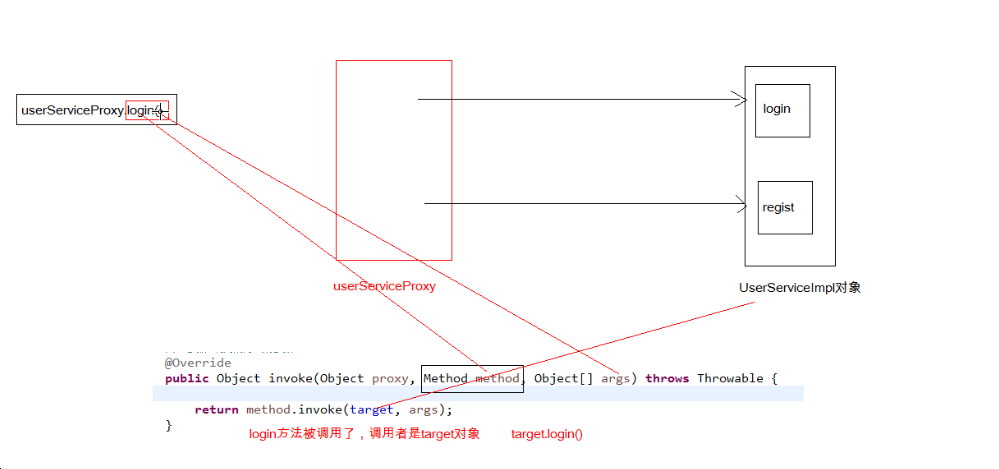 userServiceProxy.login()
login
regist
userServiceProxy
UserServiceImpl对象
@Override
public Object invoke(Object proxy, Method method, Object[] args) throws Throwable {
return method.invoke(target, args);
}
login方法被调用了，调用者是target对象 target.login()